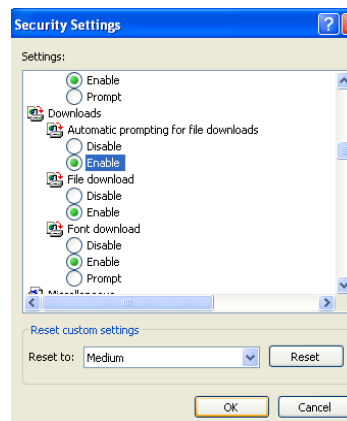 Security Settings
Settings:
Enable
Prompt
Downloads
Automatic prompting for file downloads
Disable
Enable
File download
Disable
Enable
Font download
Disable
Enable
Prompt
Reset custom settings
Reset to: Medium Reset
OK Cancel